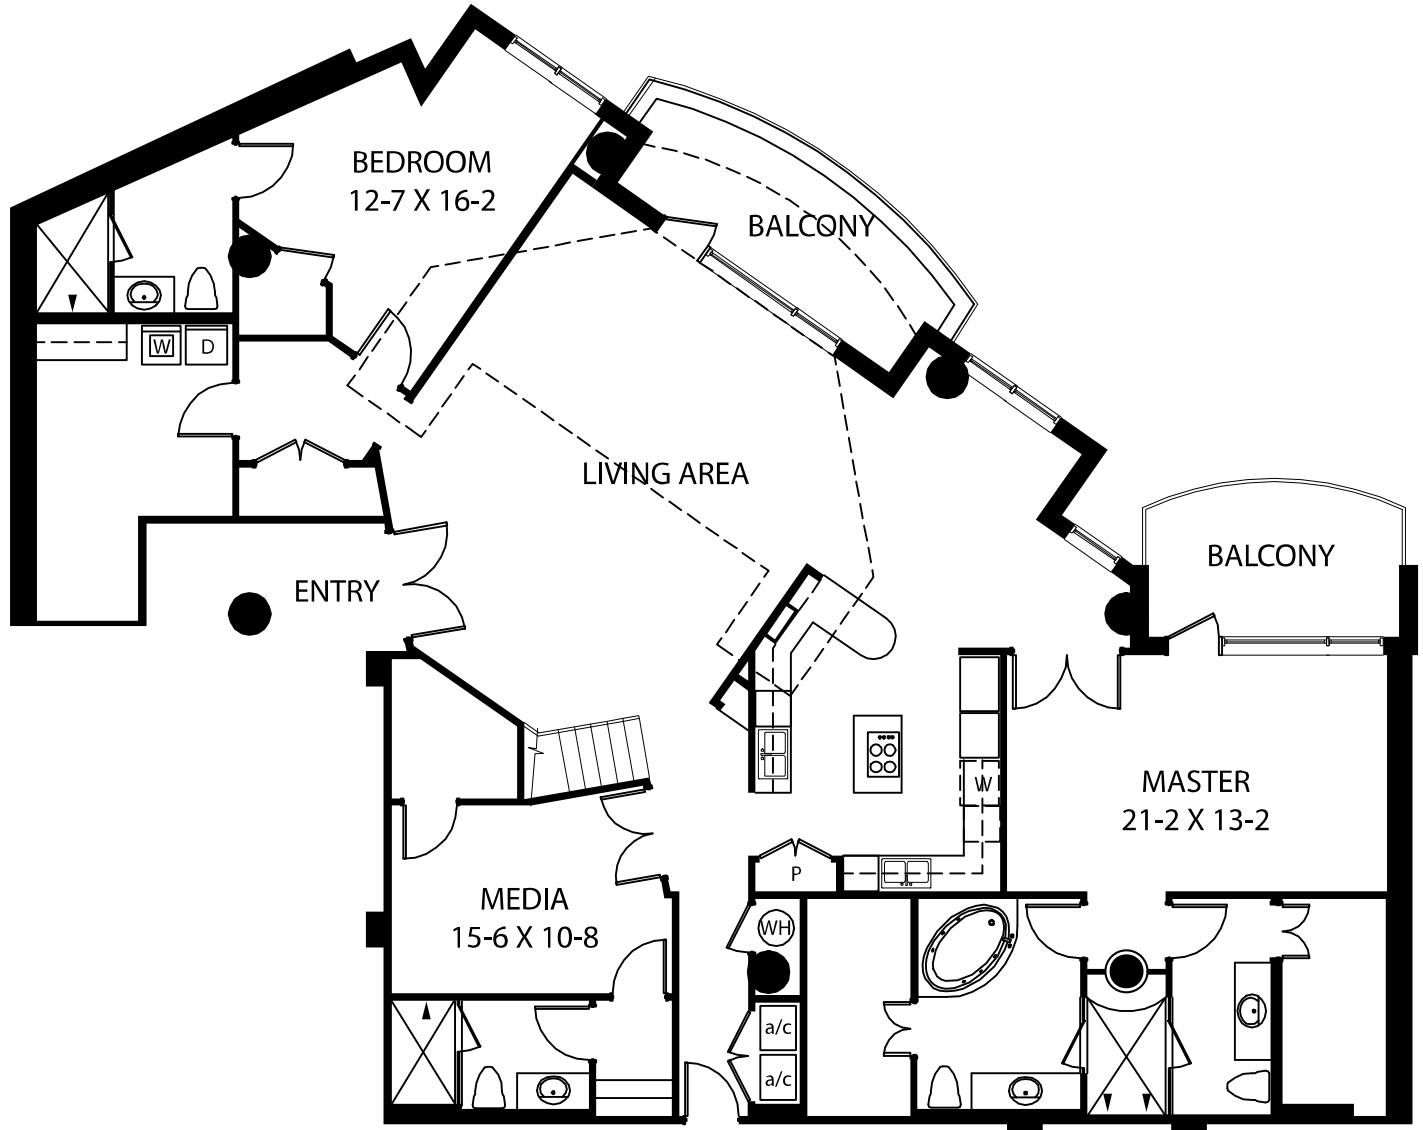 BEDROOM
12-7 X 16-2
BALCONY
W
D
LIVING AREA
BALCONY
ENTRY
MASTER
21-2 X 13-2
W
P
MEDIA
15-6 X 10-8
WH
a/c
a/c